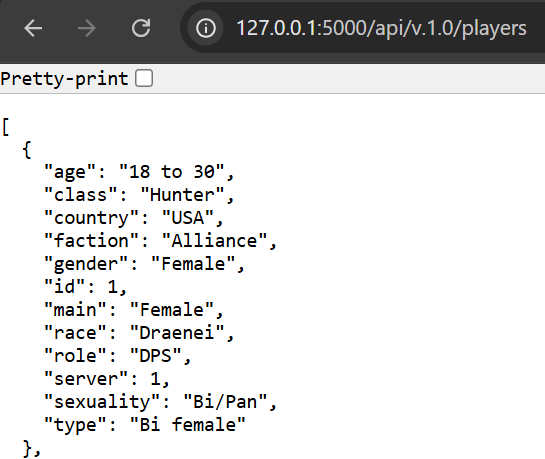 127.0.0.1:5000/api/v.1.0/players
Pretty-print
[
  {
    "age": "18 to 30",
    "class": "Hunter",
    "country": "USA",
    "faction": "Alliance",
    "gender": "Female",
    "id": 1,
    "main": "Female",
    "race": "Draenei",
    "role": "DPS",
    "server": 1,
    "sexuality": "Bi/Pan",
    "type": "Bi female"
  },